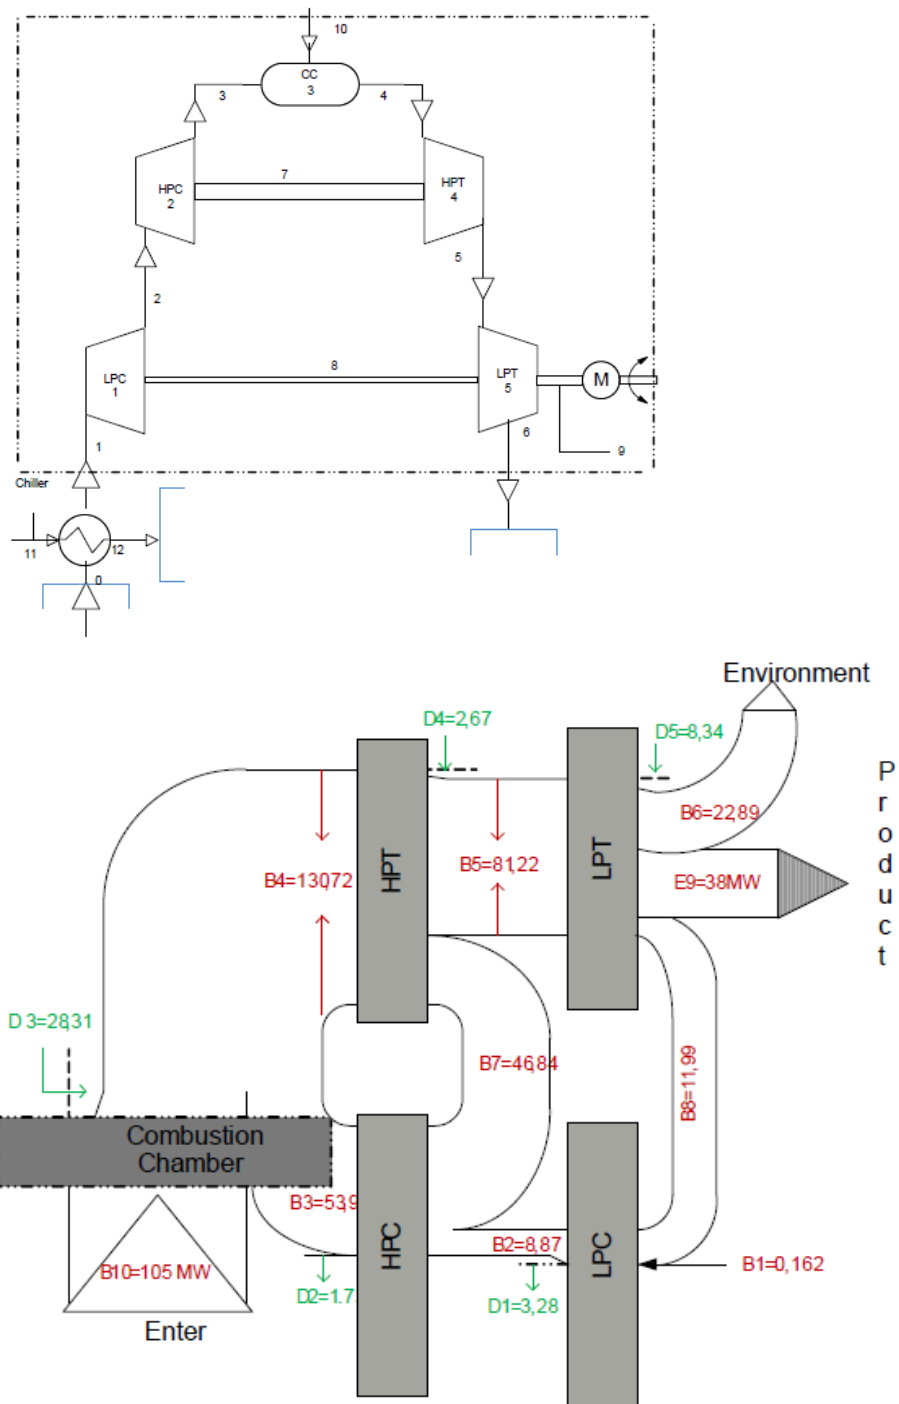 10
CC
3
3
4
HPC
2
7
HPT
4
5
2
8
LPC
1
LPT
5
M
6
1
9
Chiller
11
12
0
Environment
D4=2,67
D5=8,34
Product
B6=22,89
B4=130,72
HPT
B5=81,22
LPT
E9=38MW
D 3=28,31
B7=46,84
B8=11,99
Combustion
Chamber
B3=53,9
HPC
B2=8,87
LPC
B1=0,162
B10=105 MW
D2=1.7
D1=3,28
Enter